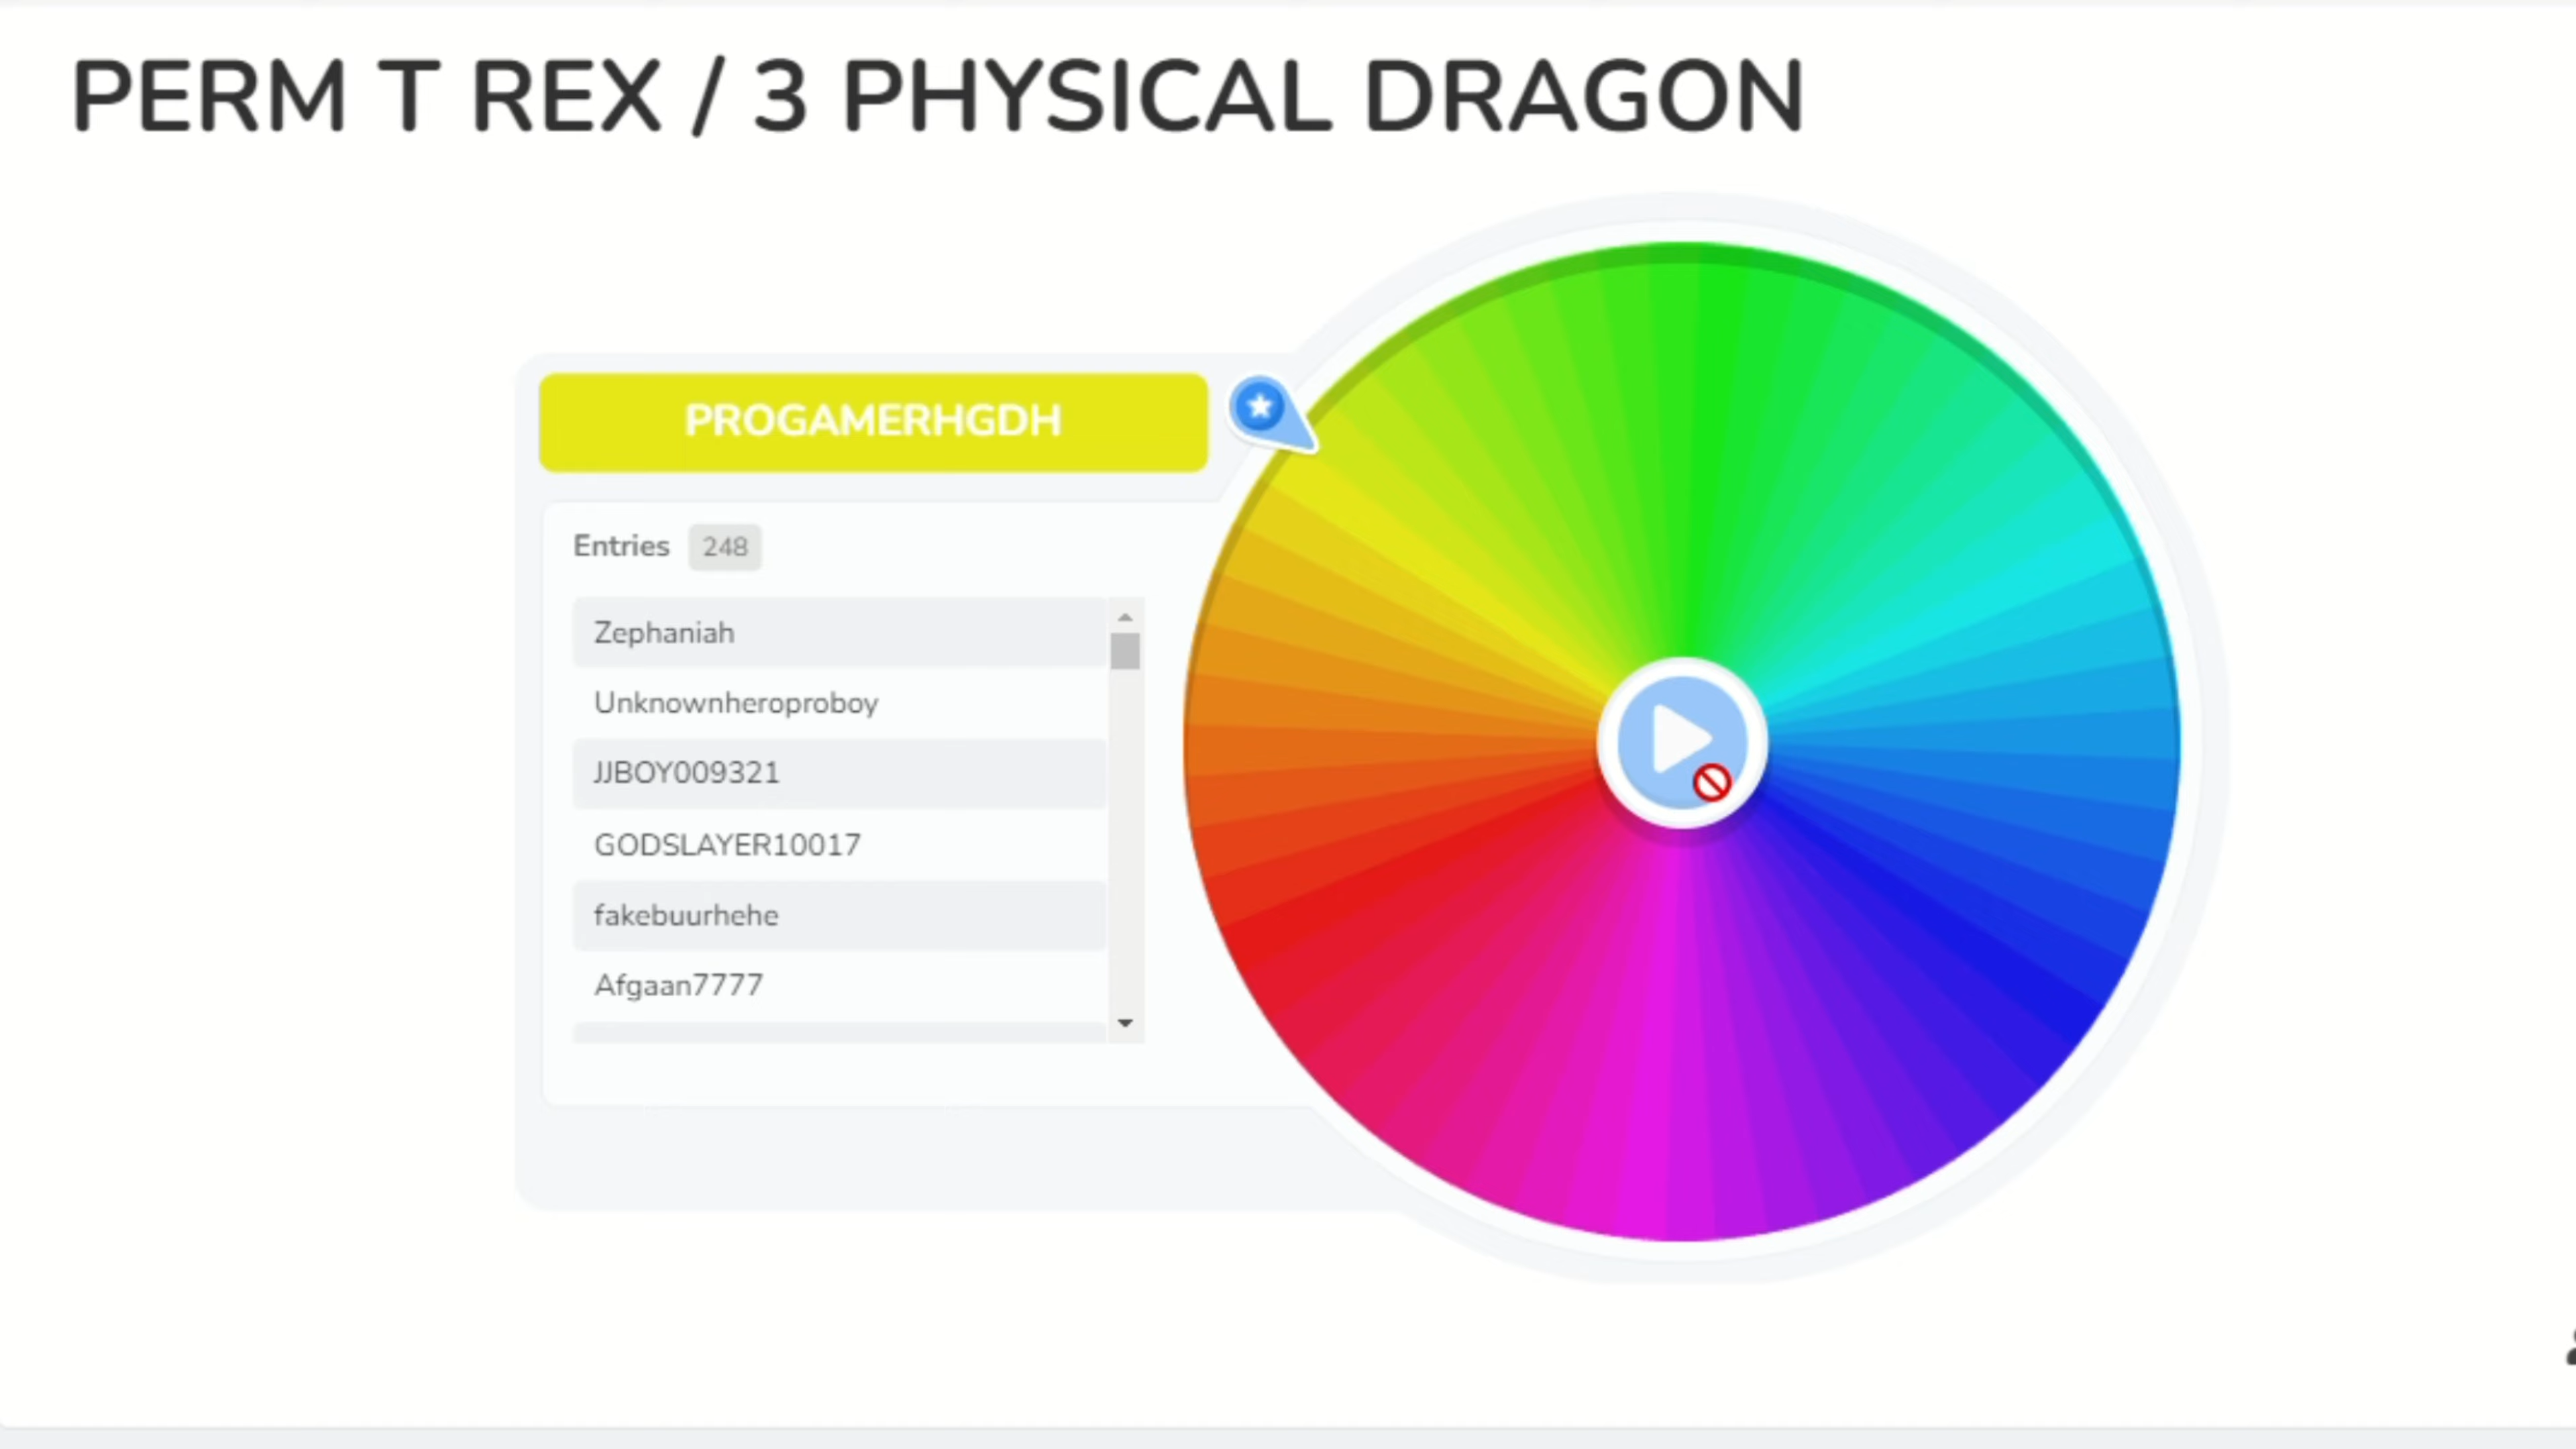 PERM T REX / 3 PHYSICAL DRAGON
PROGAMERHGDH
Entries 248
Zephaniah
Unknownheroproboy
JJBOY009321
GODSLAYER10017
fakebuurhehe
Afgaan7777